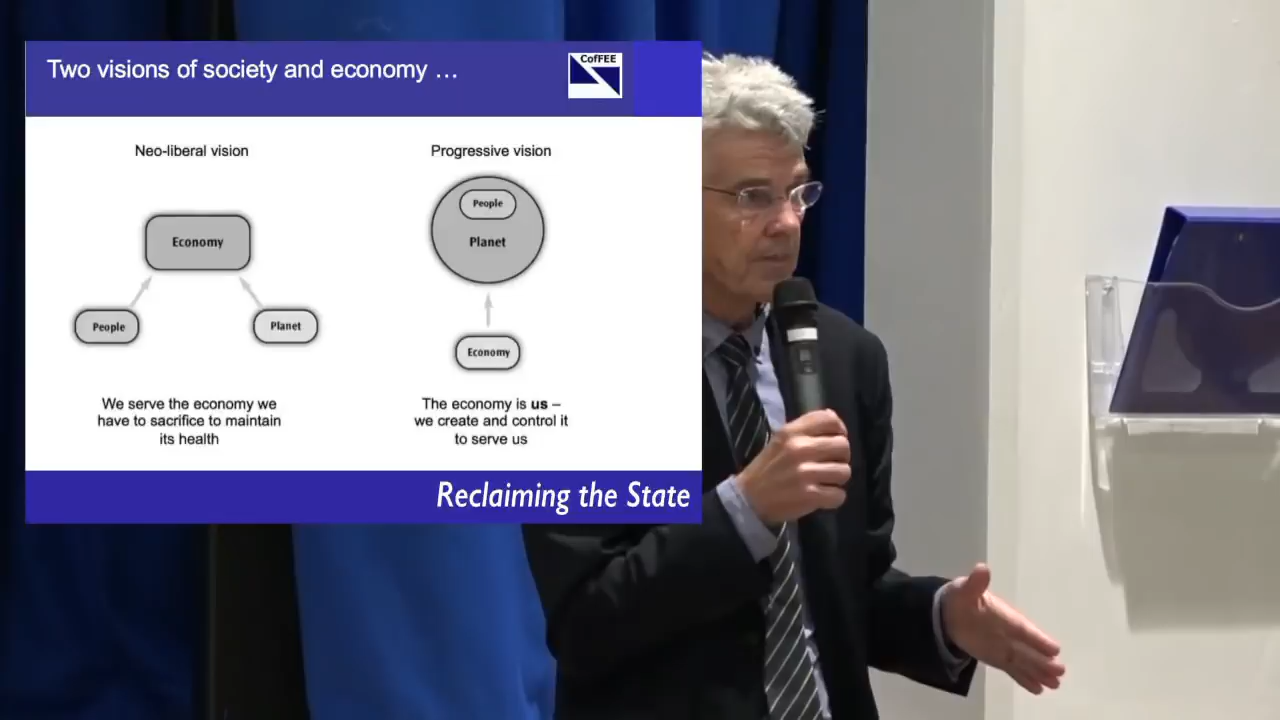 Two visions of society and economy …
CofFEE
Neo-liberal vision
Economy
People
Planet
We serve the economy we
have to sacrifice to maintain
its health
Progressive vision
People
Planet
Economy
The economy is us –
we create and control it
to serve us
Reclaiming the State